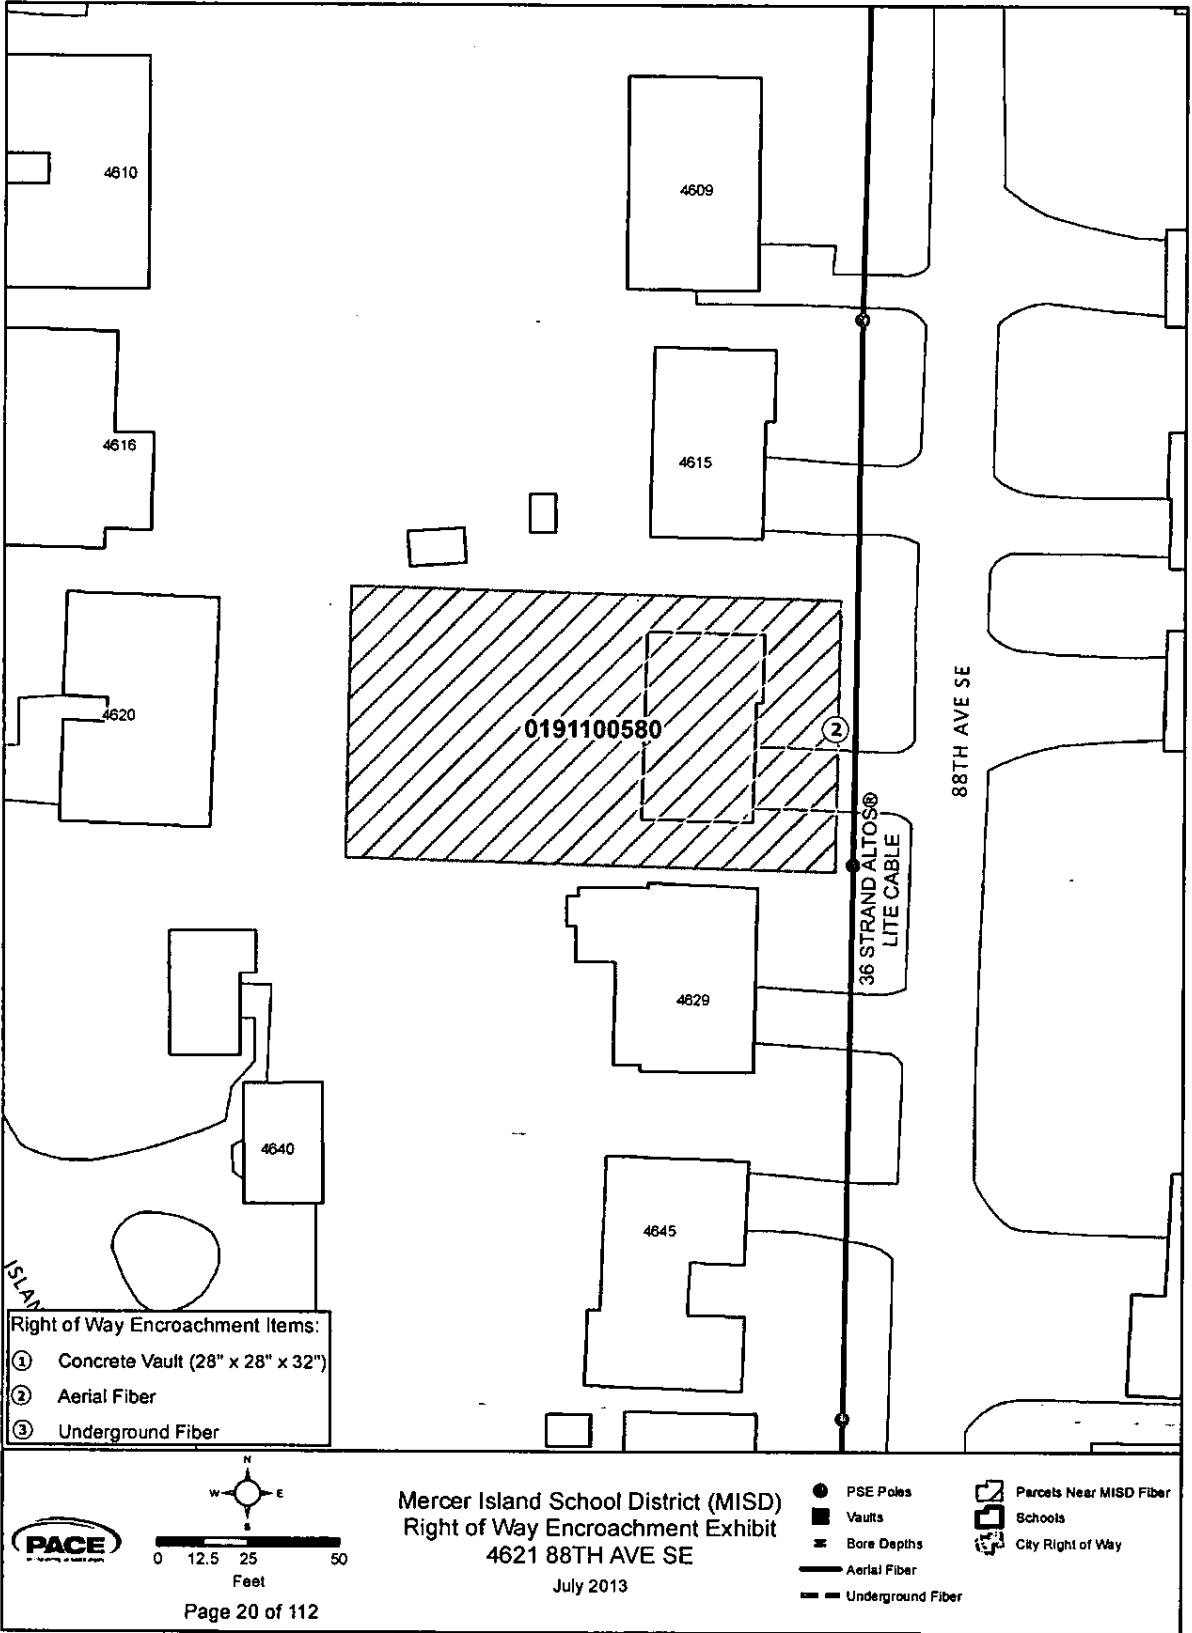 4610
4609
4616
4615
4620
0191100580
2
88TH AVE SE
36 STRAND ALTOS®
LITE CABLE
4629
4640
4645
Right of Way Encroachment Items:
1 Concrete Vault (28" x 28" x 32")
2 Aerial Fiber
3 Underground Fiber
N
W E
S
PACE
0 12.5 25 50
Feet
Page 20 of 112
Mercer Island School District (MISD)
Right of Way Encroachment Exhibit
4621 88TH AVE SE
July 2013
PSE Poles
Vaults
Bore Depths
Aerial Fiber
Underground Fiber
Parcels Near MISD Fiber
Schools
City Right of Way